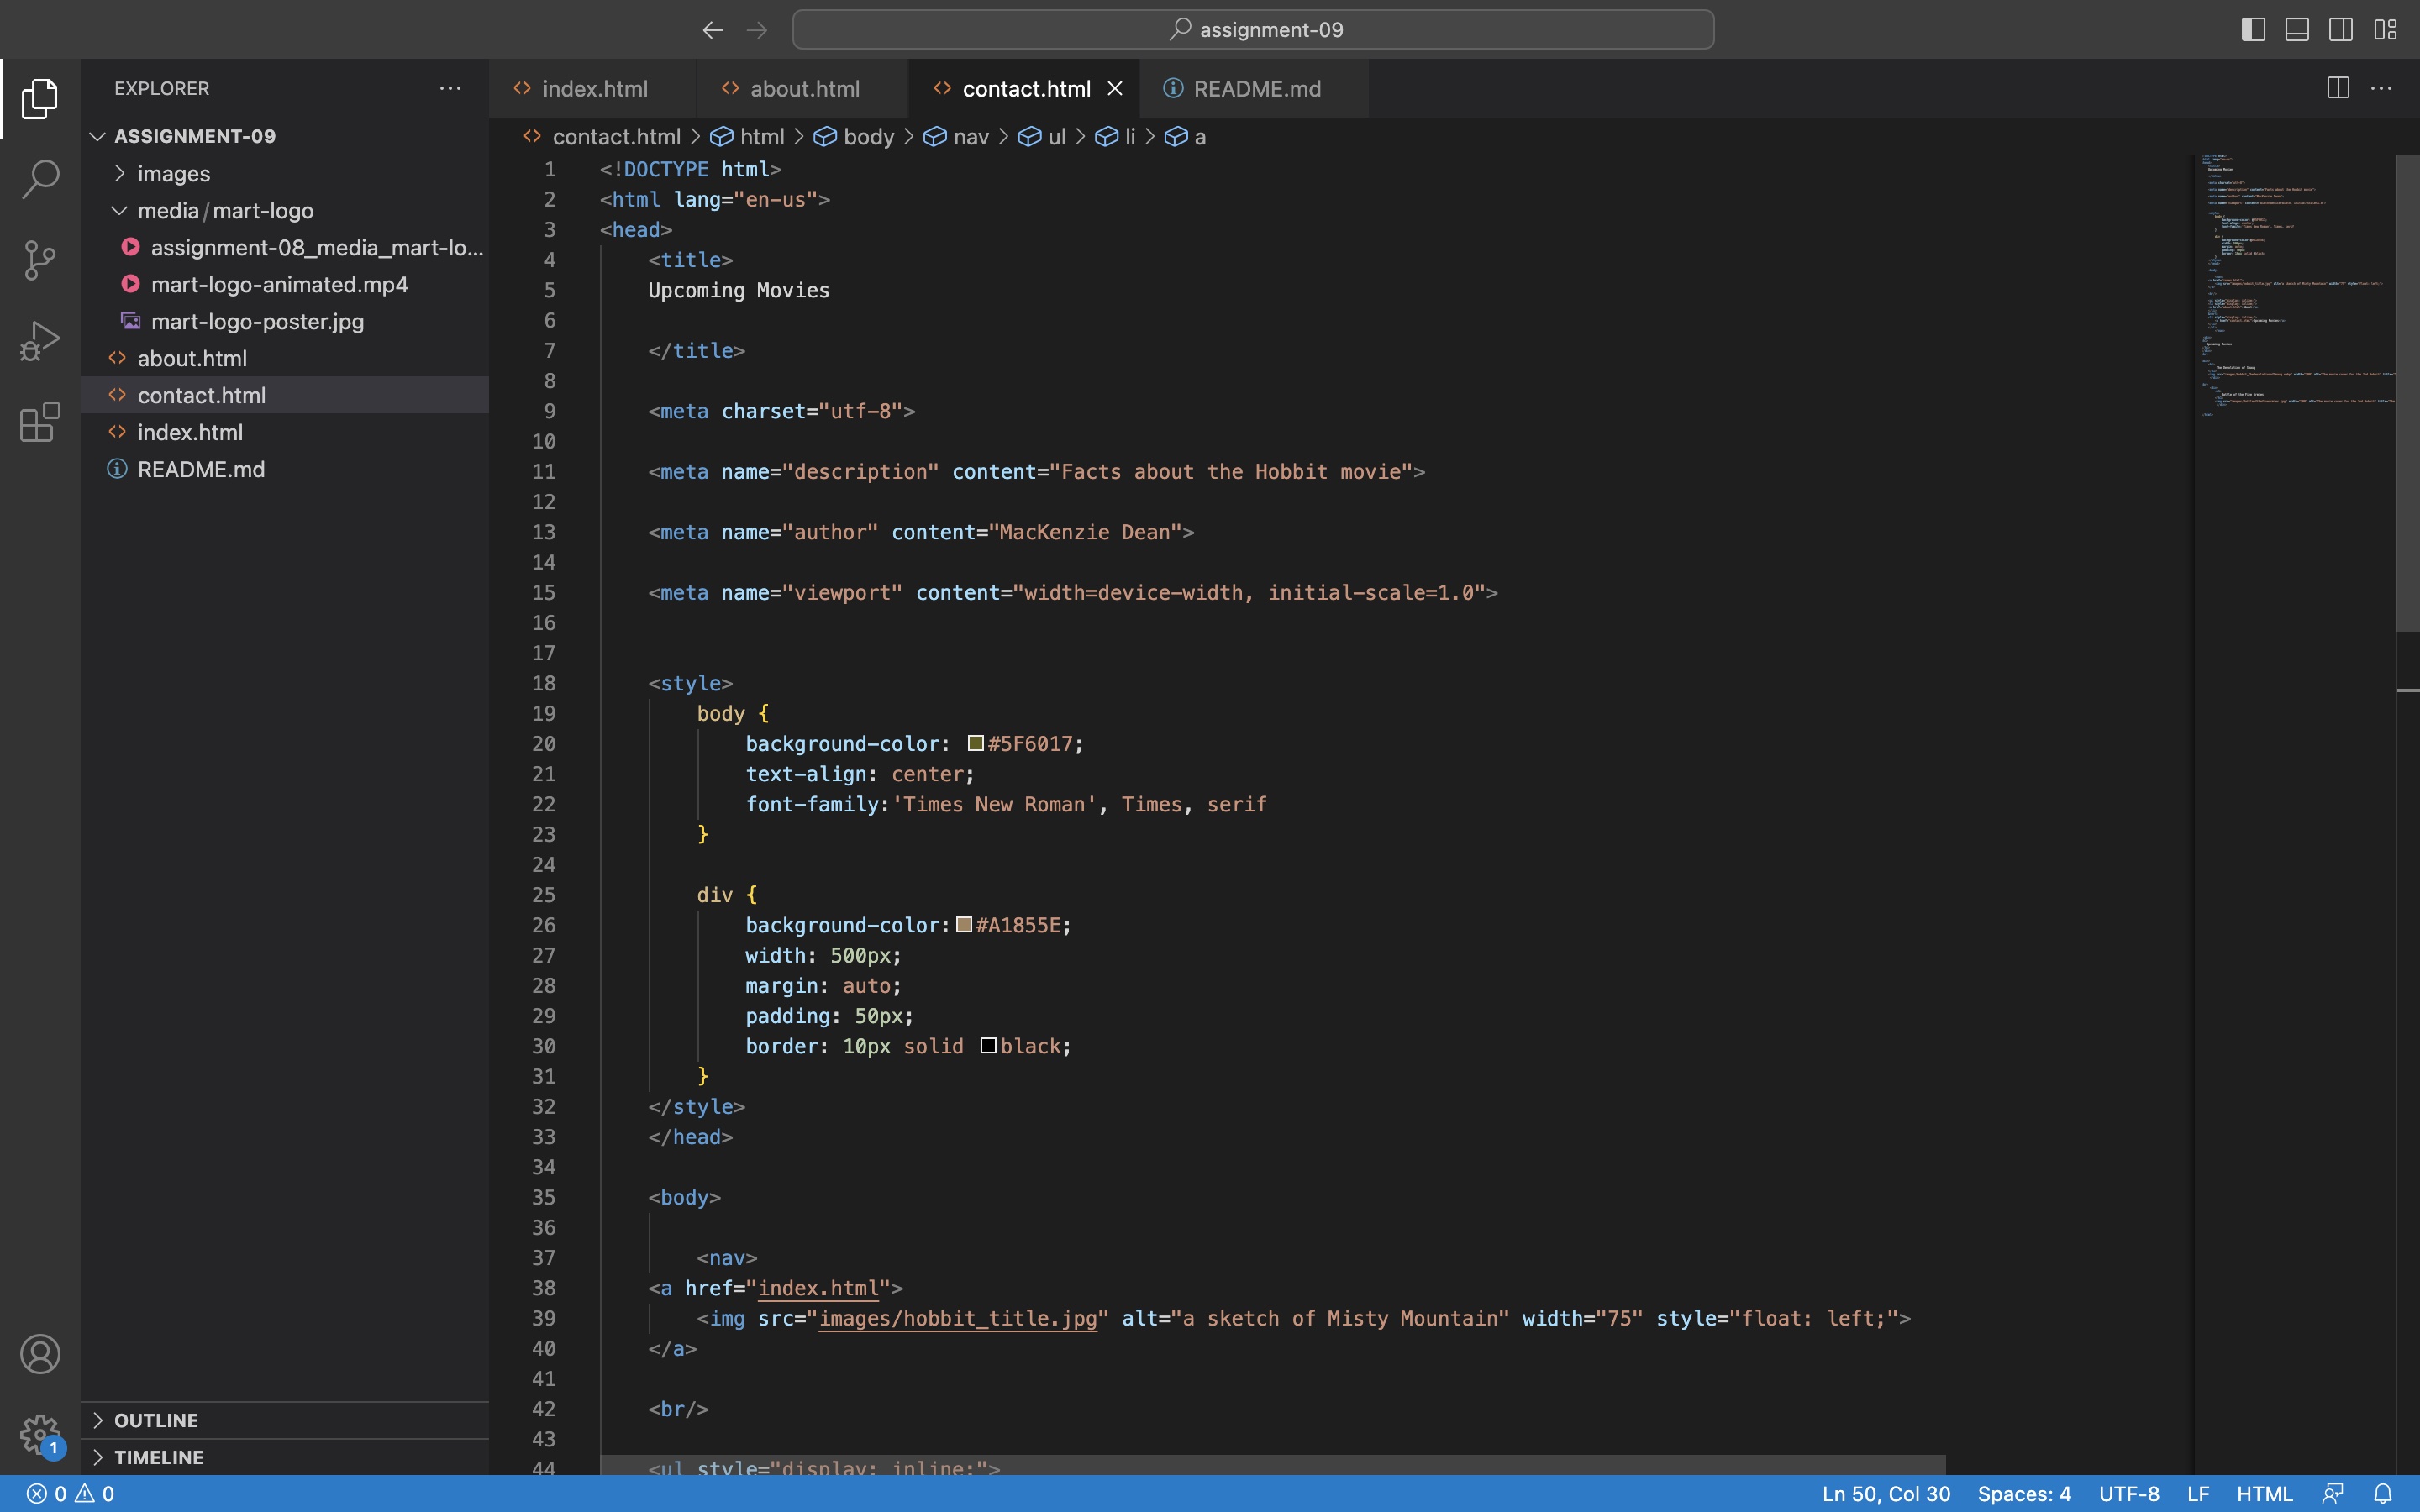 assignment-09
EXPLORER
ASSIGNMENT-09
images
media/mart-logo
assignment-08_media_mart-lo...
mart-logo-animated.mp4
mart-logo-poster.jpg
about.html
contact.html
index.html
README.md
OUTLINE
TIMELINE
index.html
about.html
contact.html
README.md
contact.html > html > body > nav > ul > li > a
1 <!DOCTYPE html>
2 <html lang="en-us">
3 <head>
4 <title>
5 Upcoming Movies
6
7 </title>
8
9 <meta charset="utf-8">
10
11 <meta name="description" content="Facts about the Hobbit movie">
12
13 <meta name="author" content="MacKenzie Dean">
14
15 <meta name="viewport" content="width=device-width, initial-scale=1.0">
16
17
18 <style>
19 body {
20 background-color: #5F6017;
21 text-align: center;
22 font-family:'Times New Roman', Times, serif
23 }
24
25 div {
26 background-color:#A1855E;
27 width: 500px;
28 margin: auto;
29 padding: 50px;
30 border: 10px solid black;
31 }
32 </style>
33 </head>
34
35 <body>
36
37 <nav>
38 <a href="index.html">
39 <img src="images/hobbit_title.jpg" alt="a sketch of Misty Mountain" width="75" style="float: left;">
40 </a>
41
42 <br/>
43
44 <ul style="display: inline;">
1
0 0
Ln 50, Col 30
Spaces: 4
UTF-8
LF
HTML